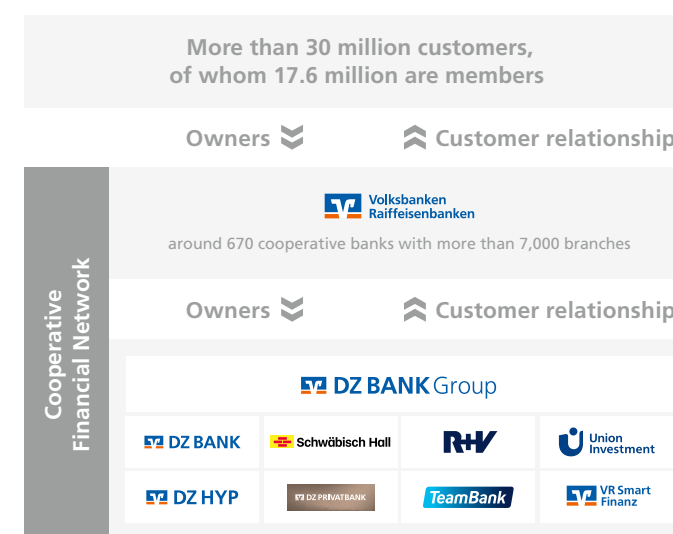 More than 30 million customers,
of whom 17.6 million are members
Owners
Customer relationship
Cooperative
Financial Network
Volksbanken
Raiffeisenbanken
around 670 cooperative banks with more than 7,000 branches
Owners
Customer relationship
DZ BANK Group
DZ BANK
Schwäbisch Hall
R+V
Union
Investment
DZ HYP
DZ PRIVATBANK
TeamBank
VR Smart
Finanz